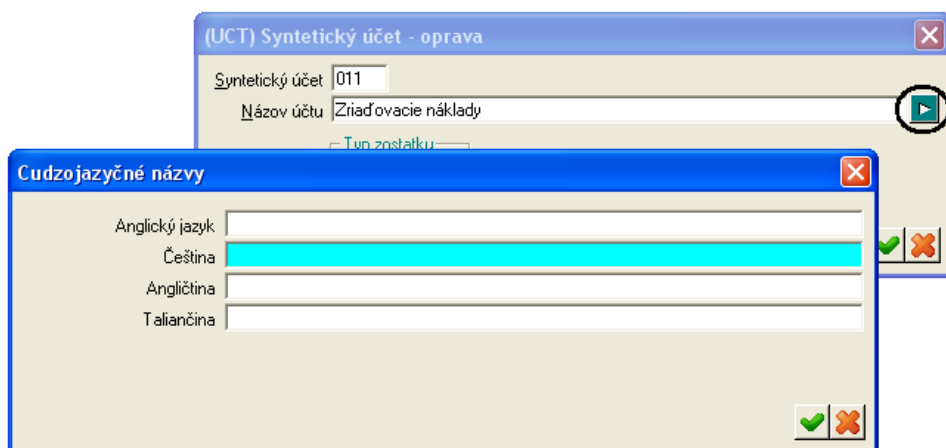 (UCT) Syntetický účet - oprava
Syntetický účet 011
Názov účtu Zriaďovacie náklady
Typ zostatku
Cudzojazyčné názvy
Anglický jazyk
Čeština
Angličtina
Taliančina